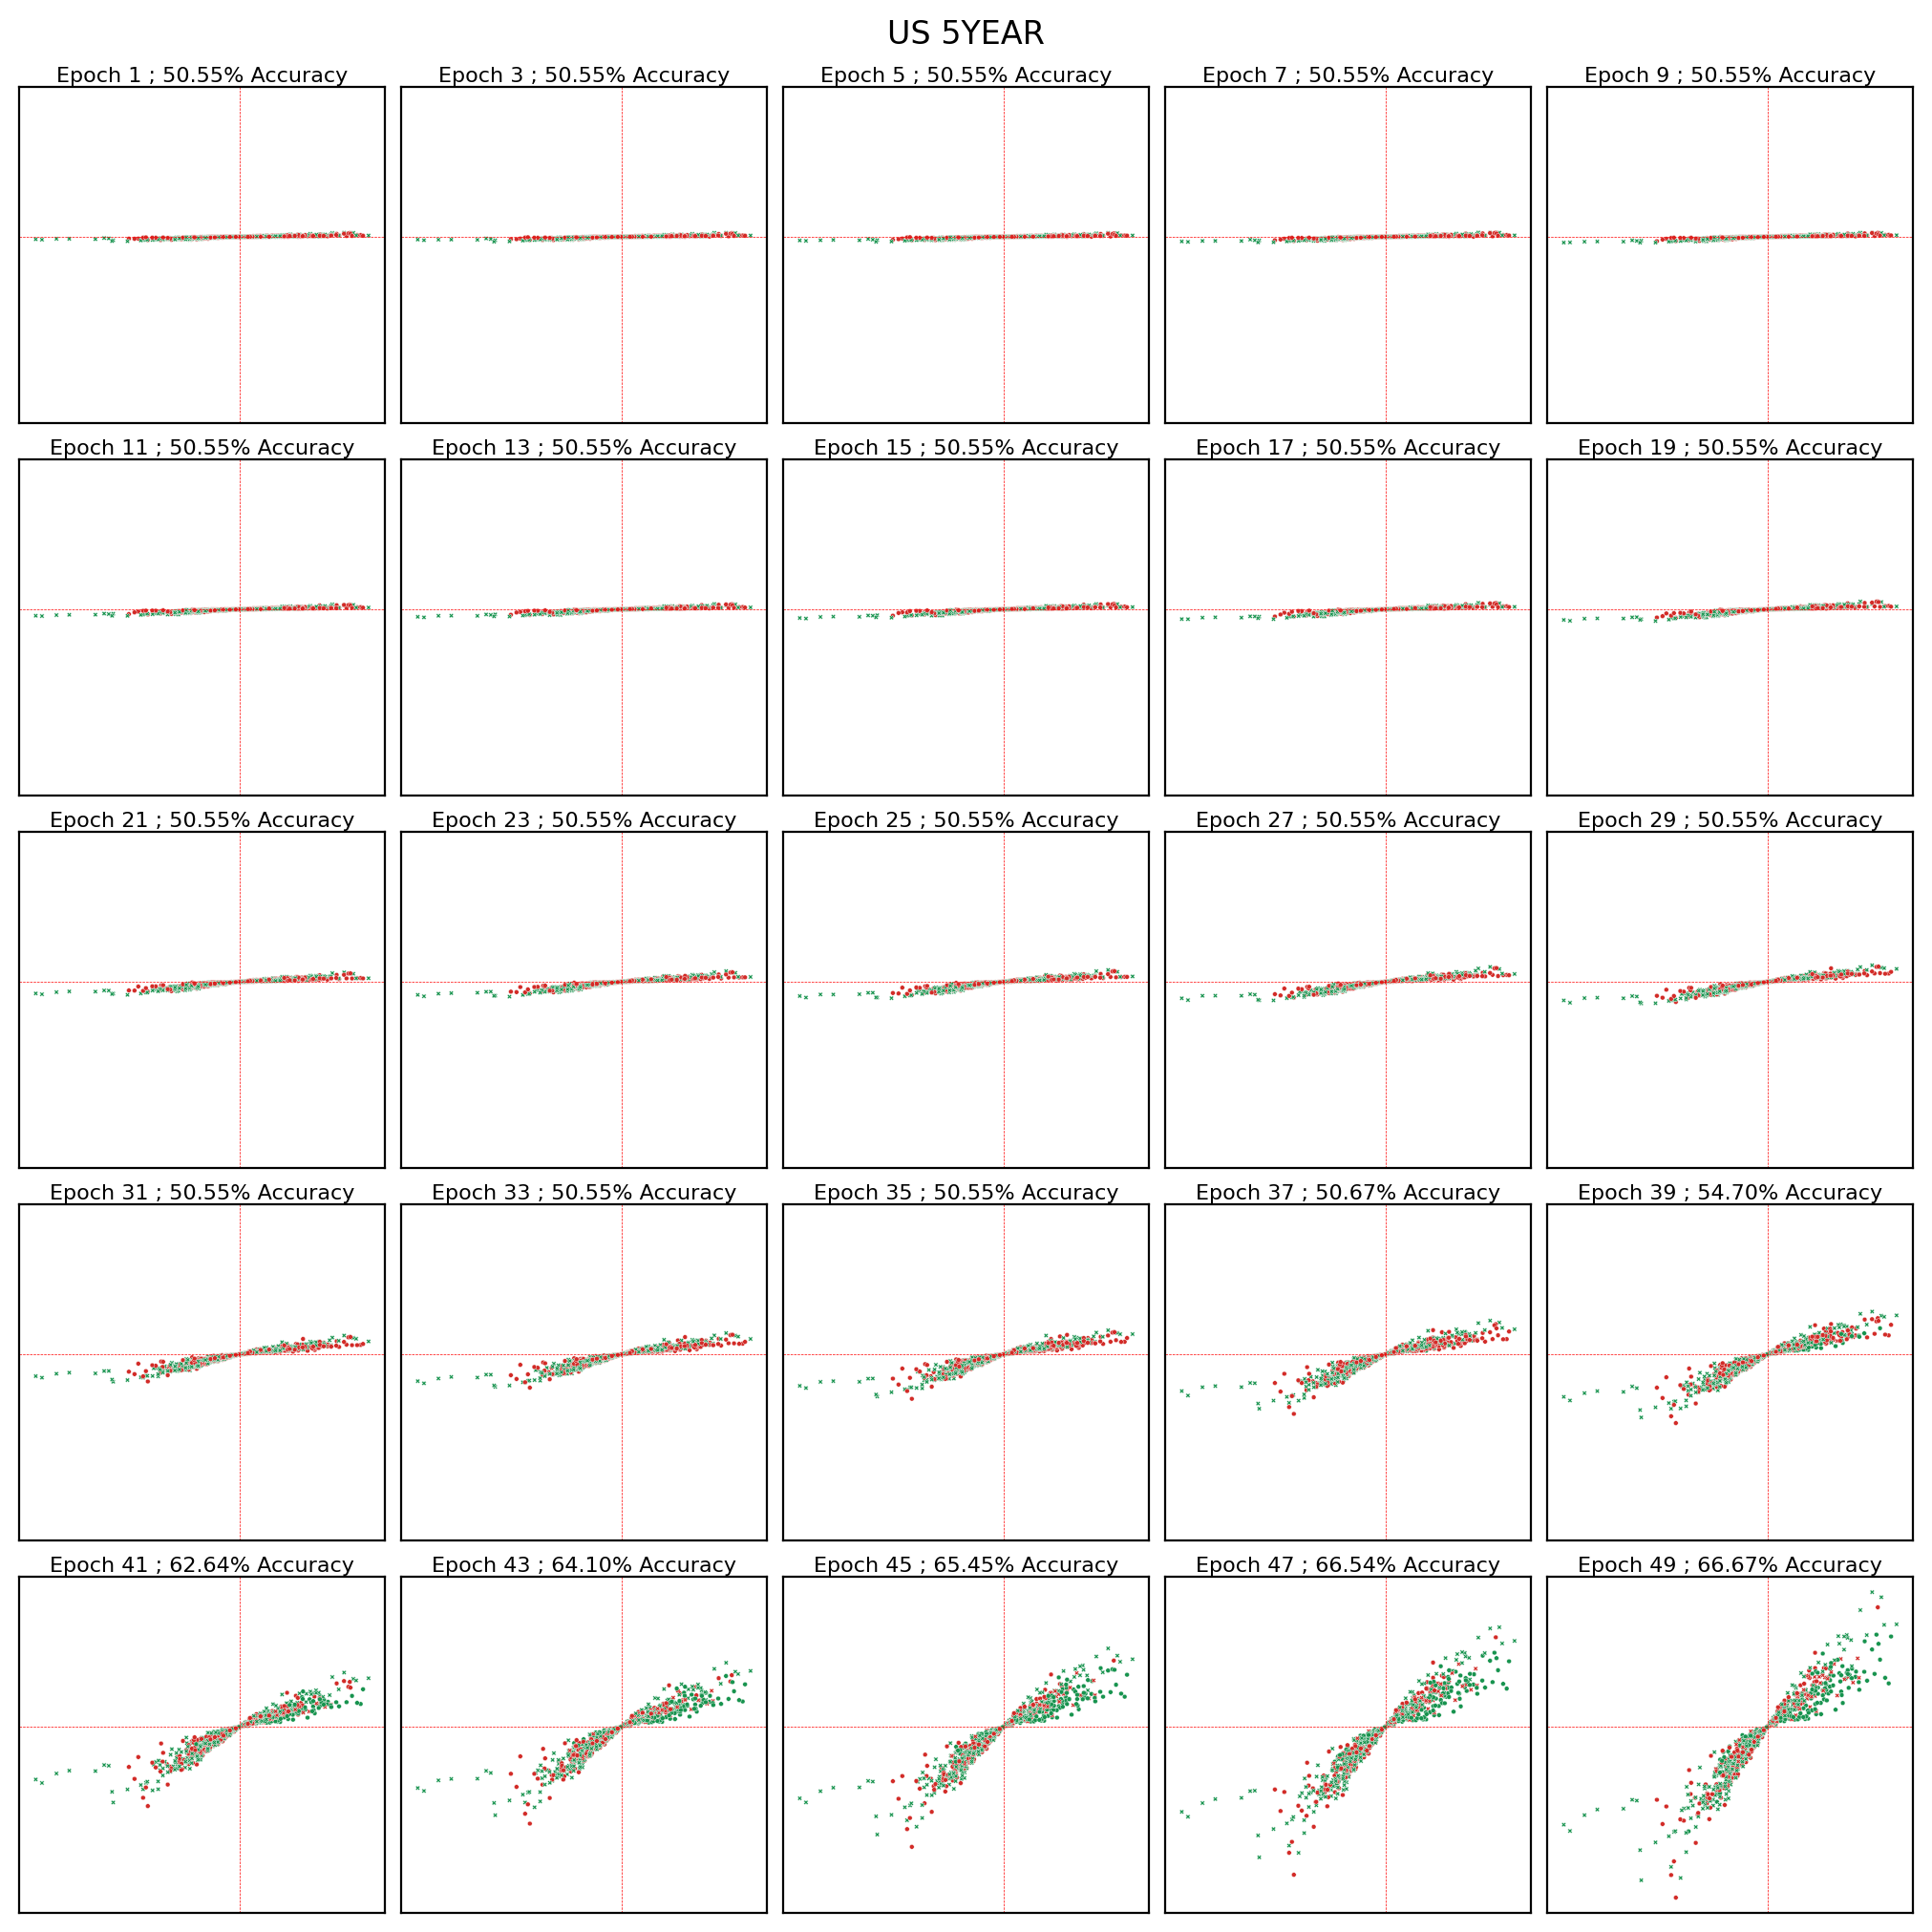 US 5YEAR
Epoch 1 ; 50.55% Accuracy
Epoch 3 ; 50.55% Accuracy
Epoch 5 ; 50.55% Accuracy
Epoch 7 ; 50.55% Accuracy
Epoch 9 ; 50.55% Accuracy
Epoch 11 ; 50.55% Accuracy
Epoch 13 ; 50.55% Accuracy
Epoch 15 ; 50.55% Accuracy
Epoch 17 ; 50.55% Accuracy
Epoch 19 ; 50.55% Accuracy
Epoch 21 ; 50.55% Accuracy
Epoch 23 ; 50.55% Accuracy
Epoch 25 ; 50.55% Accuracy
Epoch 27 ; 50.55% Accuracy
Epoch 29 ; 50.55% Accuracy
Epoch 31 ; 50.55% Accuracy
Epoch 33 ; 50.55% Accuracy
Epoch 35 ; 50.55% Accuracy
Epoch 37 ; 50.67% Accuracy
Epoch 39 ; 54.70% Accuracy
Epoch 41 ; 62.64% Accuracy
Epoch 43 ; 64.10% Accuracy
Epoch 45 ; 65.45% Accuracy
Epoch 47 ; 66.54% Accuracy
Epoch 49 ; 66.67% Accuracy